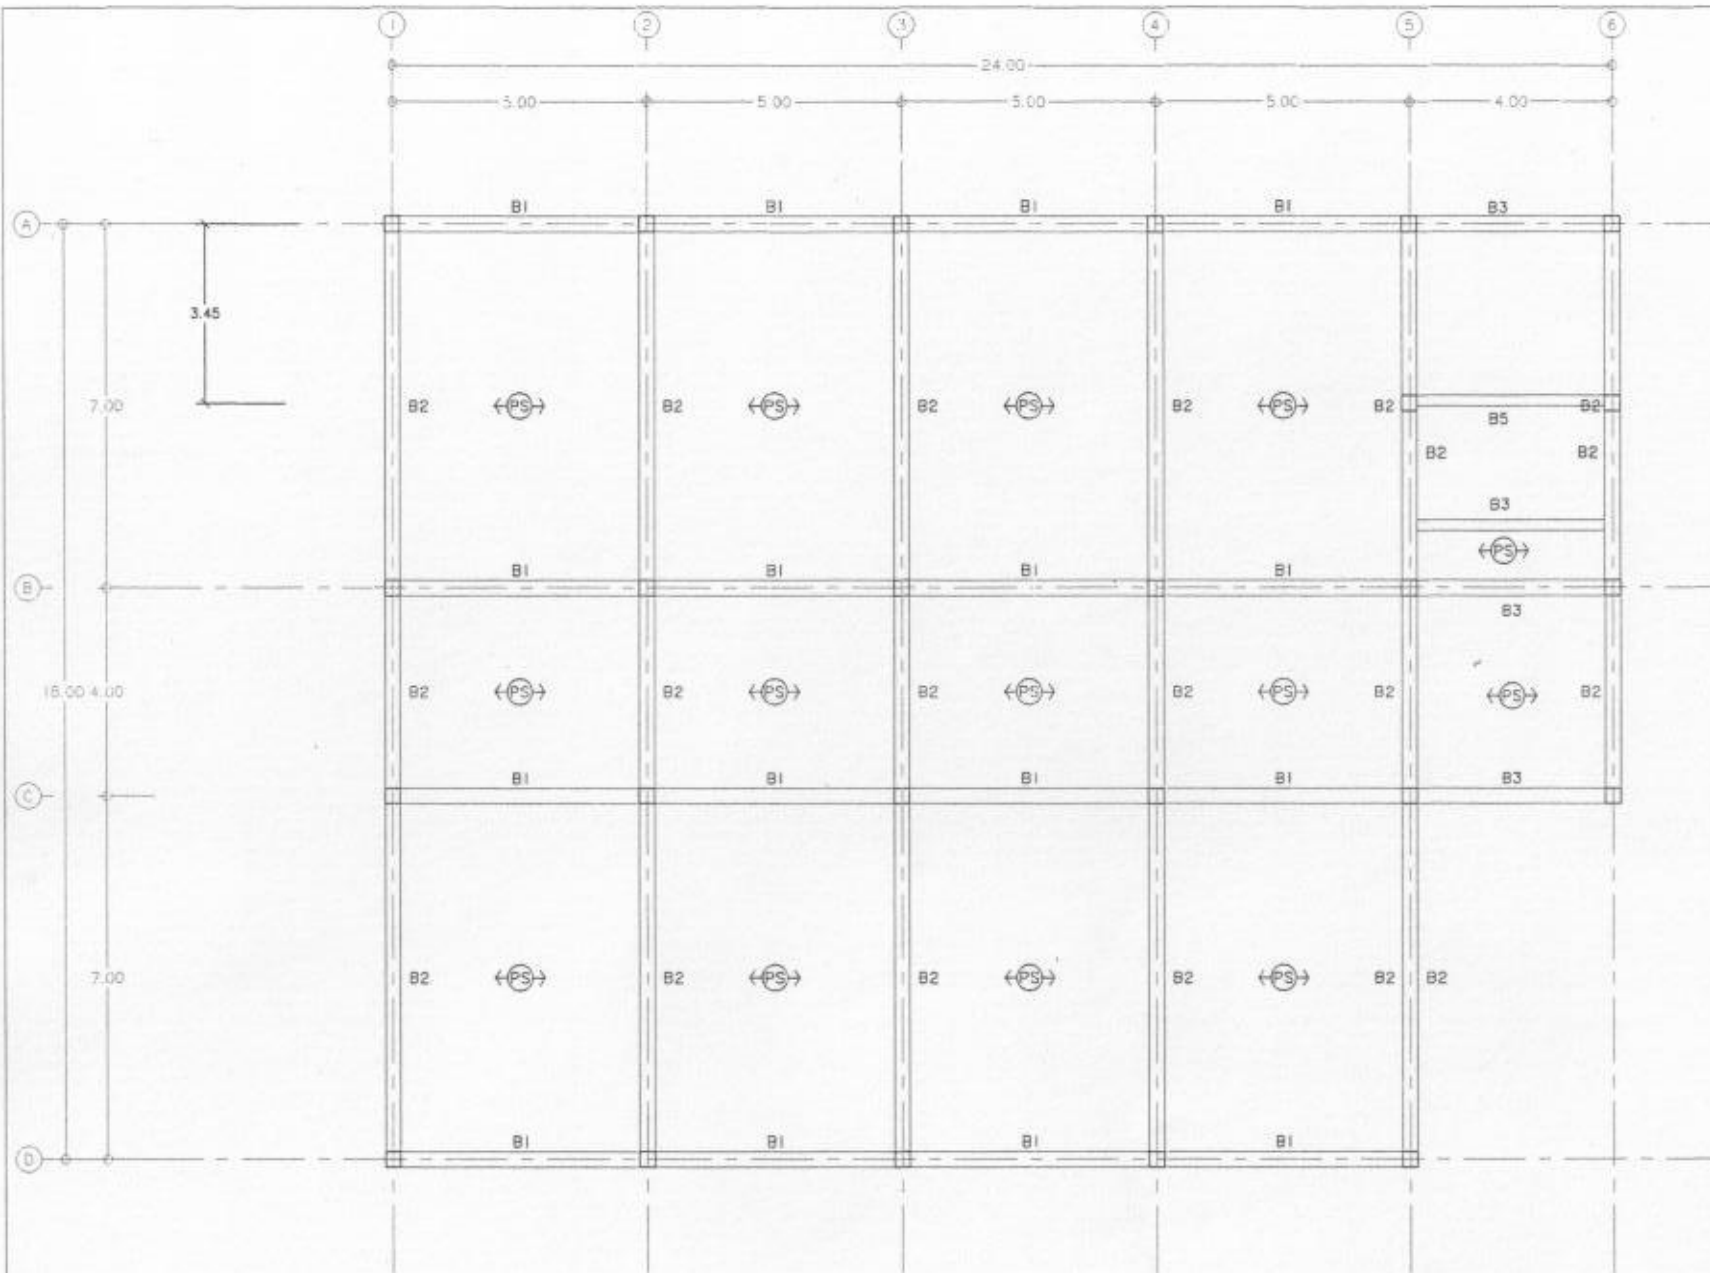 1 2 3 4 5 6
24.00
5.00 5.00 5.00 5.00 4.00
B1 B1 B1 B1 B3
A
3.45
7.00 B2 PS B2 PS B2 PS B2 PS B2 B2
B5
B2 B2
B3
PS
B1 B1 B1 B1
B
B3
18.00 4.00 B2 PS B2 PS B2 PS B2 PS B2 PS B2
B1 B1 B1 B1 B3
C
7.00 B2 PS B2 PS B2 PS B2 PS B2 B2
B1 B1 B1 B1
D